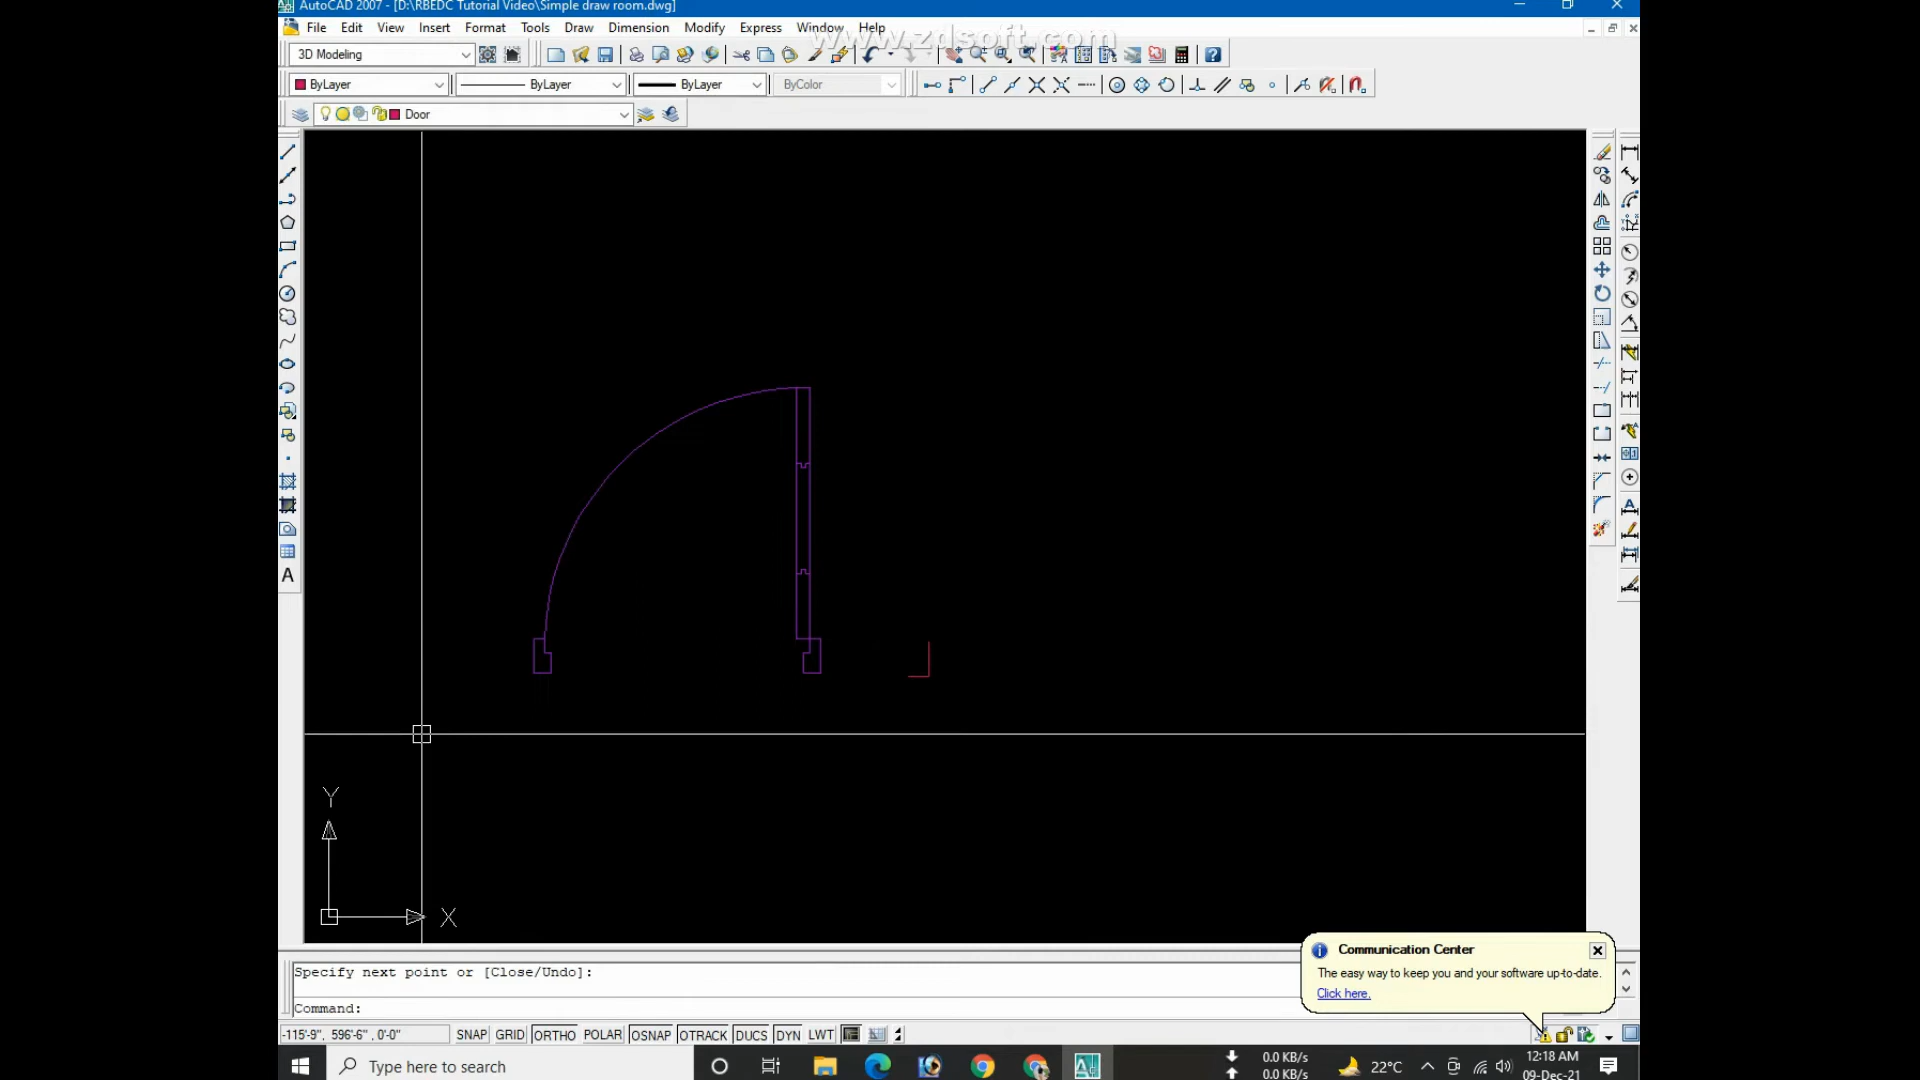 AutoCAD 2007 - [D:\RBEDC Tutorial Video\Simple draw room.dwg]
File Edit View Insert Format Tools Draw Dimension Modify Express Window Help
www.zdsoft.com
3D Modeling
ByLayer ByLayer ByLayer ByColor
Door
A
A
Y
X
Communication Center
The easy way to keep you and your software up-to-date.
Click here.
Specify next point or [Close/Undo]:
Command:
-115'-9", 596'-6" , 0'-0" SNAP GRID ORTHO POLAR OSNAP OTRACK DUCS DYN LWT
Type here to search
0.0 KB/s
0.0 KB/s
22°C
12:18 AM
09-Dec-21